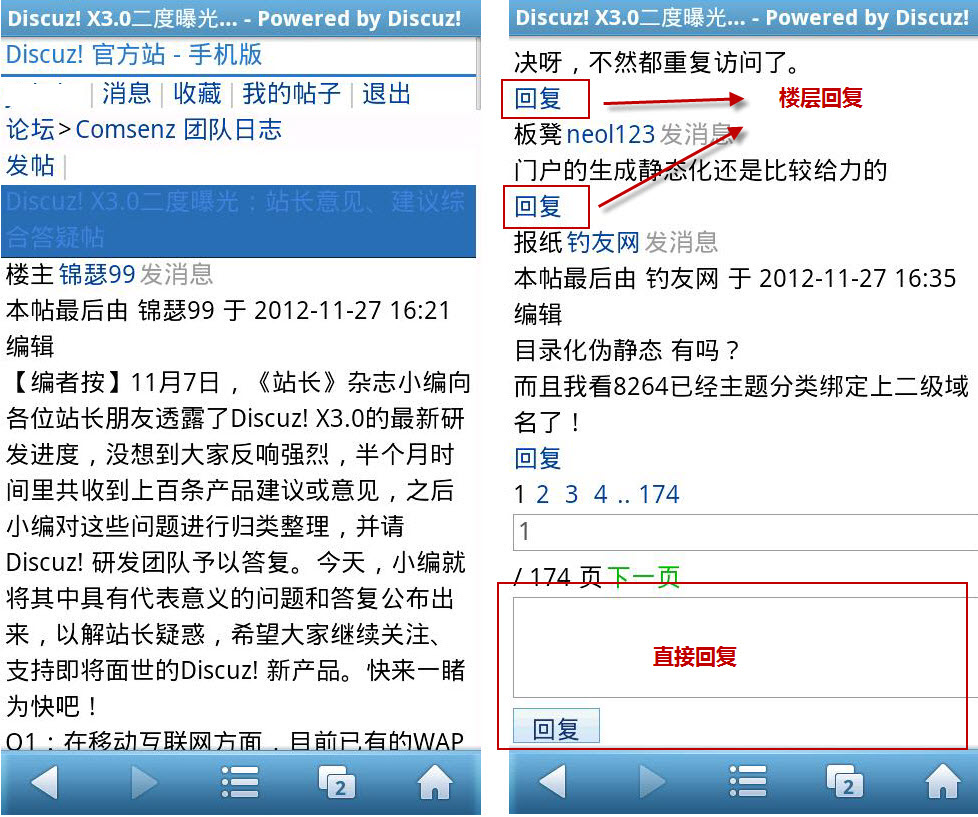 Discuz! X3.0二度曝光... - Powered by Discuz!
Discuz! 官方站 - 手机版
| 消息 | 收藏 | 我的帖子 | 退出
论坛>Comsenz 团队日志
发帖 |
Discuz! X3.0二度曝光：站长意见、建议综
合答疑帖
楼主 锦瑟99 发消息
本帖最后由 锦瑟99 于 2012-11-27 16:21
编辑
【编者按】11月7日，《站长》杂志小编向
各位站长朋友透露了Discuz! X3.0的最新研
发进度，没想到大家反响强烈，半个月时
间里共收到上百条产品建议或意见，之后
小编对这些问题进行归类整理，并请
Discuz! 研发团队予以答复。今天，小编就
将其中具有代表意义的问题和答复公布出
来，以解站长疑惑，希望大家继续关注、
支持即将面世的Discuz! 新产品。快来一睹
为快吧！
Q1：在移动互联网方面，目前已有的WAP
2
Discuz! X3.0二度曝光... - Powered by Discuz!
决呀，不然都重复访问了。
回复
楼层回复
板凳 neol123 发消息
门户的生成静态化还是比较给力的
回复
报纸 钓友网 发消息
本帖最后由 钓友网 于 2012-11-27 16:35
编辑
目录化伪静态 有吗？
而且我看8264已经主题分类绑定上二级域
名了！
回复
1 2 3 4 .. 174
1
/ 174 页 下一页
直接回复
回复
2